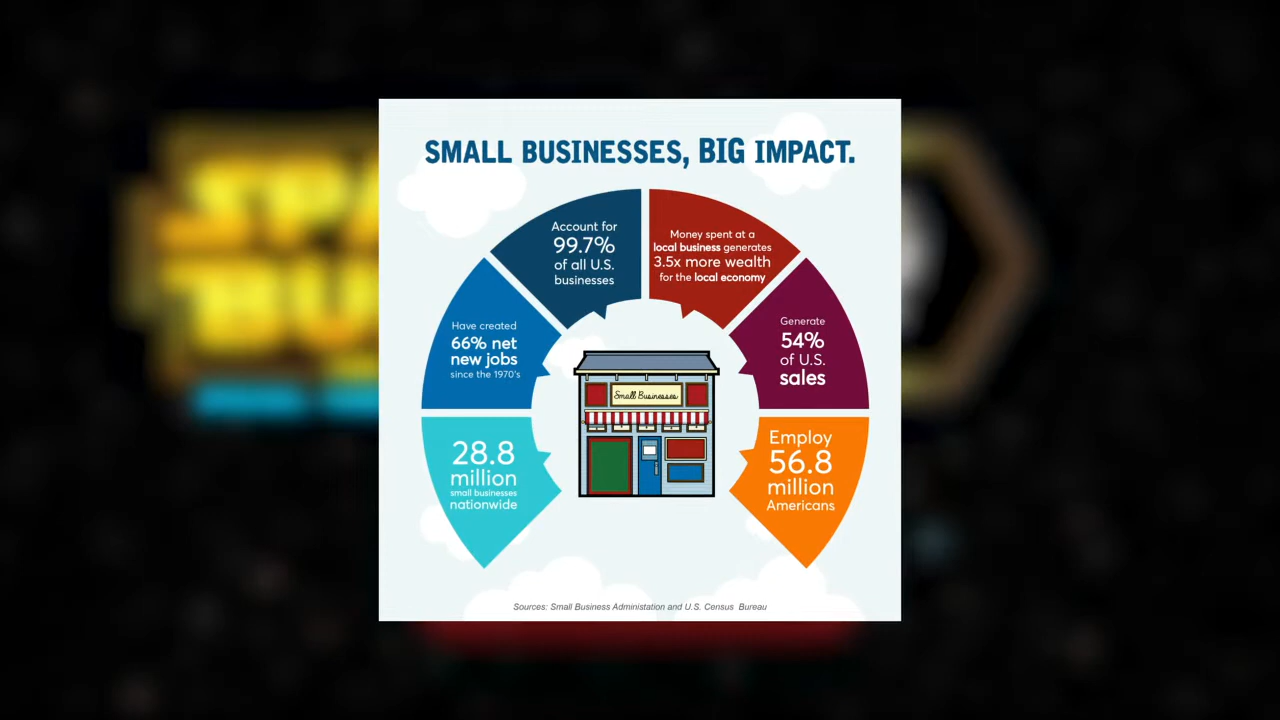 SMALL BUSINESSES, BIG IMPACT.
Account for
99.7%
of all U.S.
businesses
Money spent at a
local business generates
3.5x more wealth
for the local economy
Have created
66% net
new jobs
since the 1970's
Generate
54%
of U.S.
sales
Small Businesses
28.8
million
small businesses
nationwide
Employ
56.8
million
Americans
Sources: Small Business Administation and U.S. Census Bureau